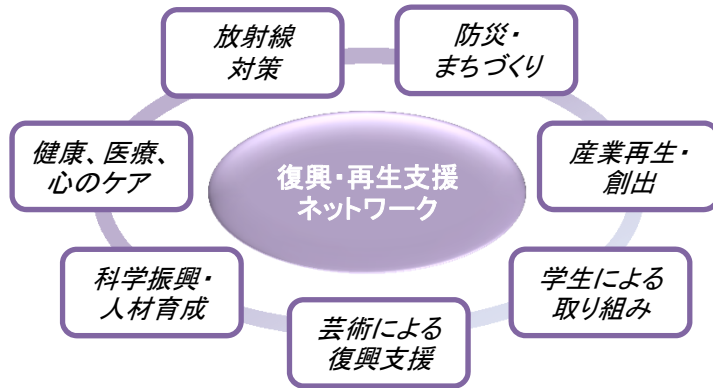 放射線
対策
防災・
まちづくり
健康、医療、
心のケア
復興・再生支援
ネットワーク
産業再生・
創出
科学振興・
人材育成
学生による
取り組み
芸術による
復興支援